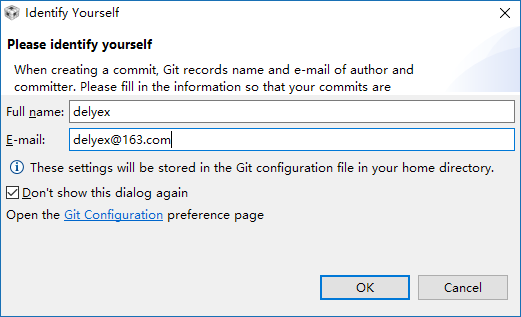 Identify Yourself
Please identify yourself
When creating a commit, Git records name and e-mail of author and
committer. Please fill in the information so that your commits are
Full name: delyex
E-mail: delyex@163.com
These settings will be stored in the Git configuration file in your home directory.
Don't show this dialog again
Open the Git Configuration preference page
OK Cancel